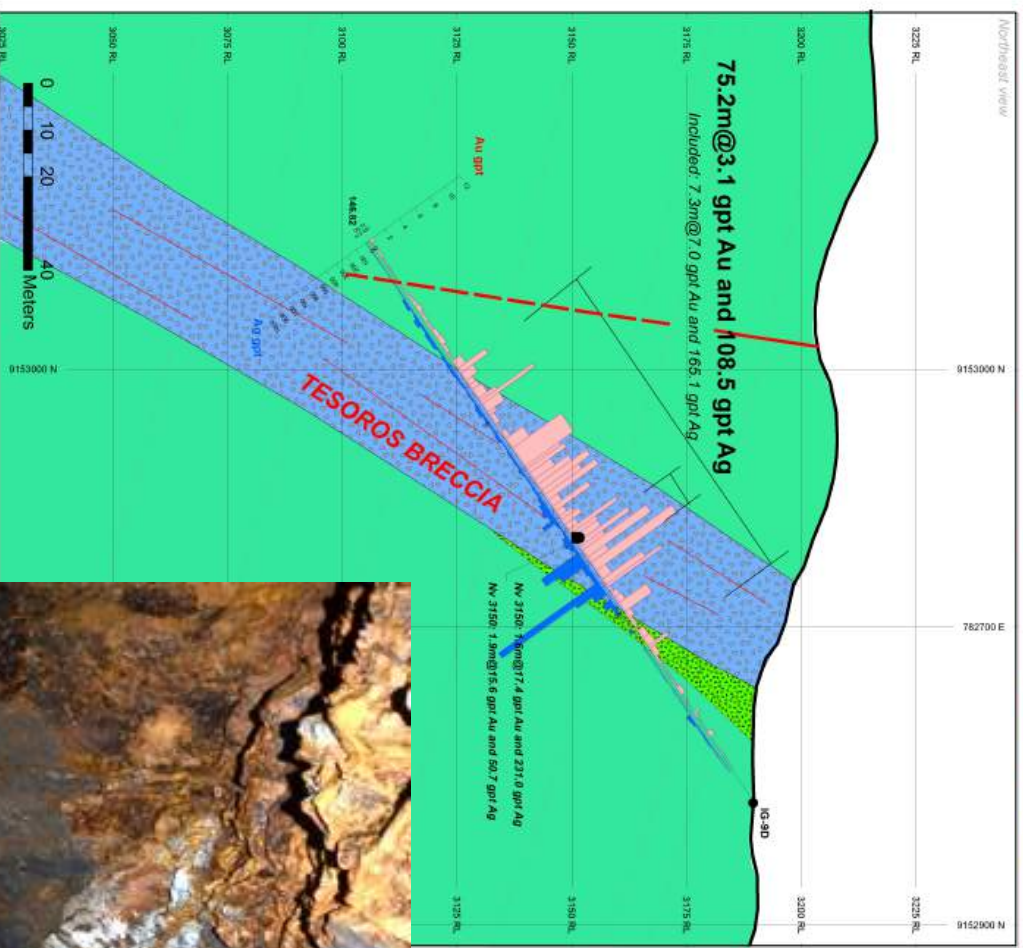 Northeast view
3225 RL
3200 RL
3175 RL
3150 RL
3125 RL
3100 RL
3075 RL
3050 RL
3025 RL
75.2m@3.1 gpt Au and 108.5 gpt Ag
Included: 7.3m@7.0 gpt Au and 165.1 gpt Ag
Au gpt
146.82
Ag gpt
0 10 20 40
Meters
9153000 N
TESOROS BRECCIA
782700 E
Nv 3150: 1.6m@17.4 gpt Au and 231.0 gpt Ag
Nv 3150: 1.9m@15.6 gpt Au and 50.7 gpt Ag
IG-9D
3225 RL
3200 RL
3175 RL
3150 RL
3125 RL
9152900 N